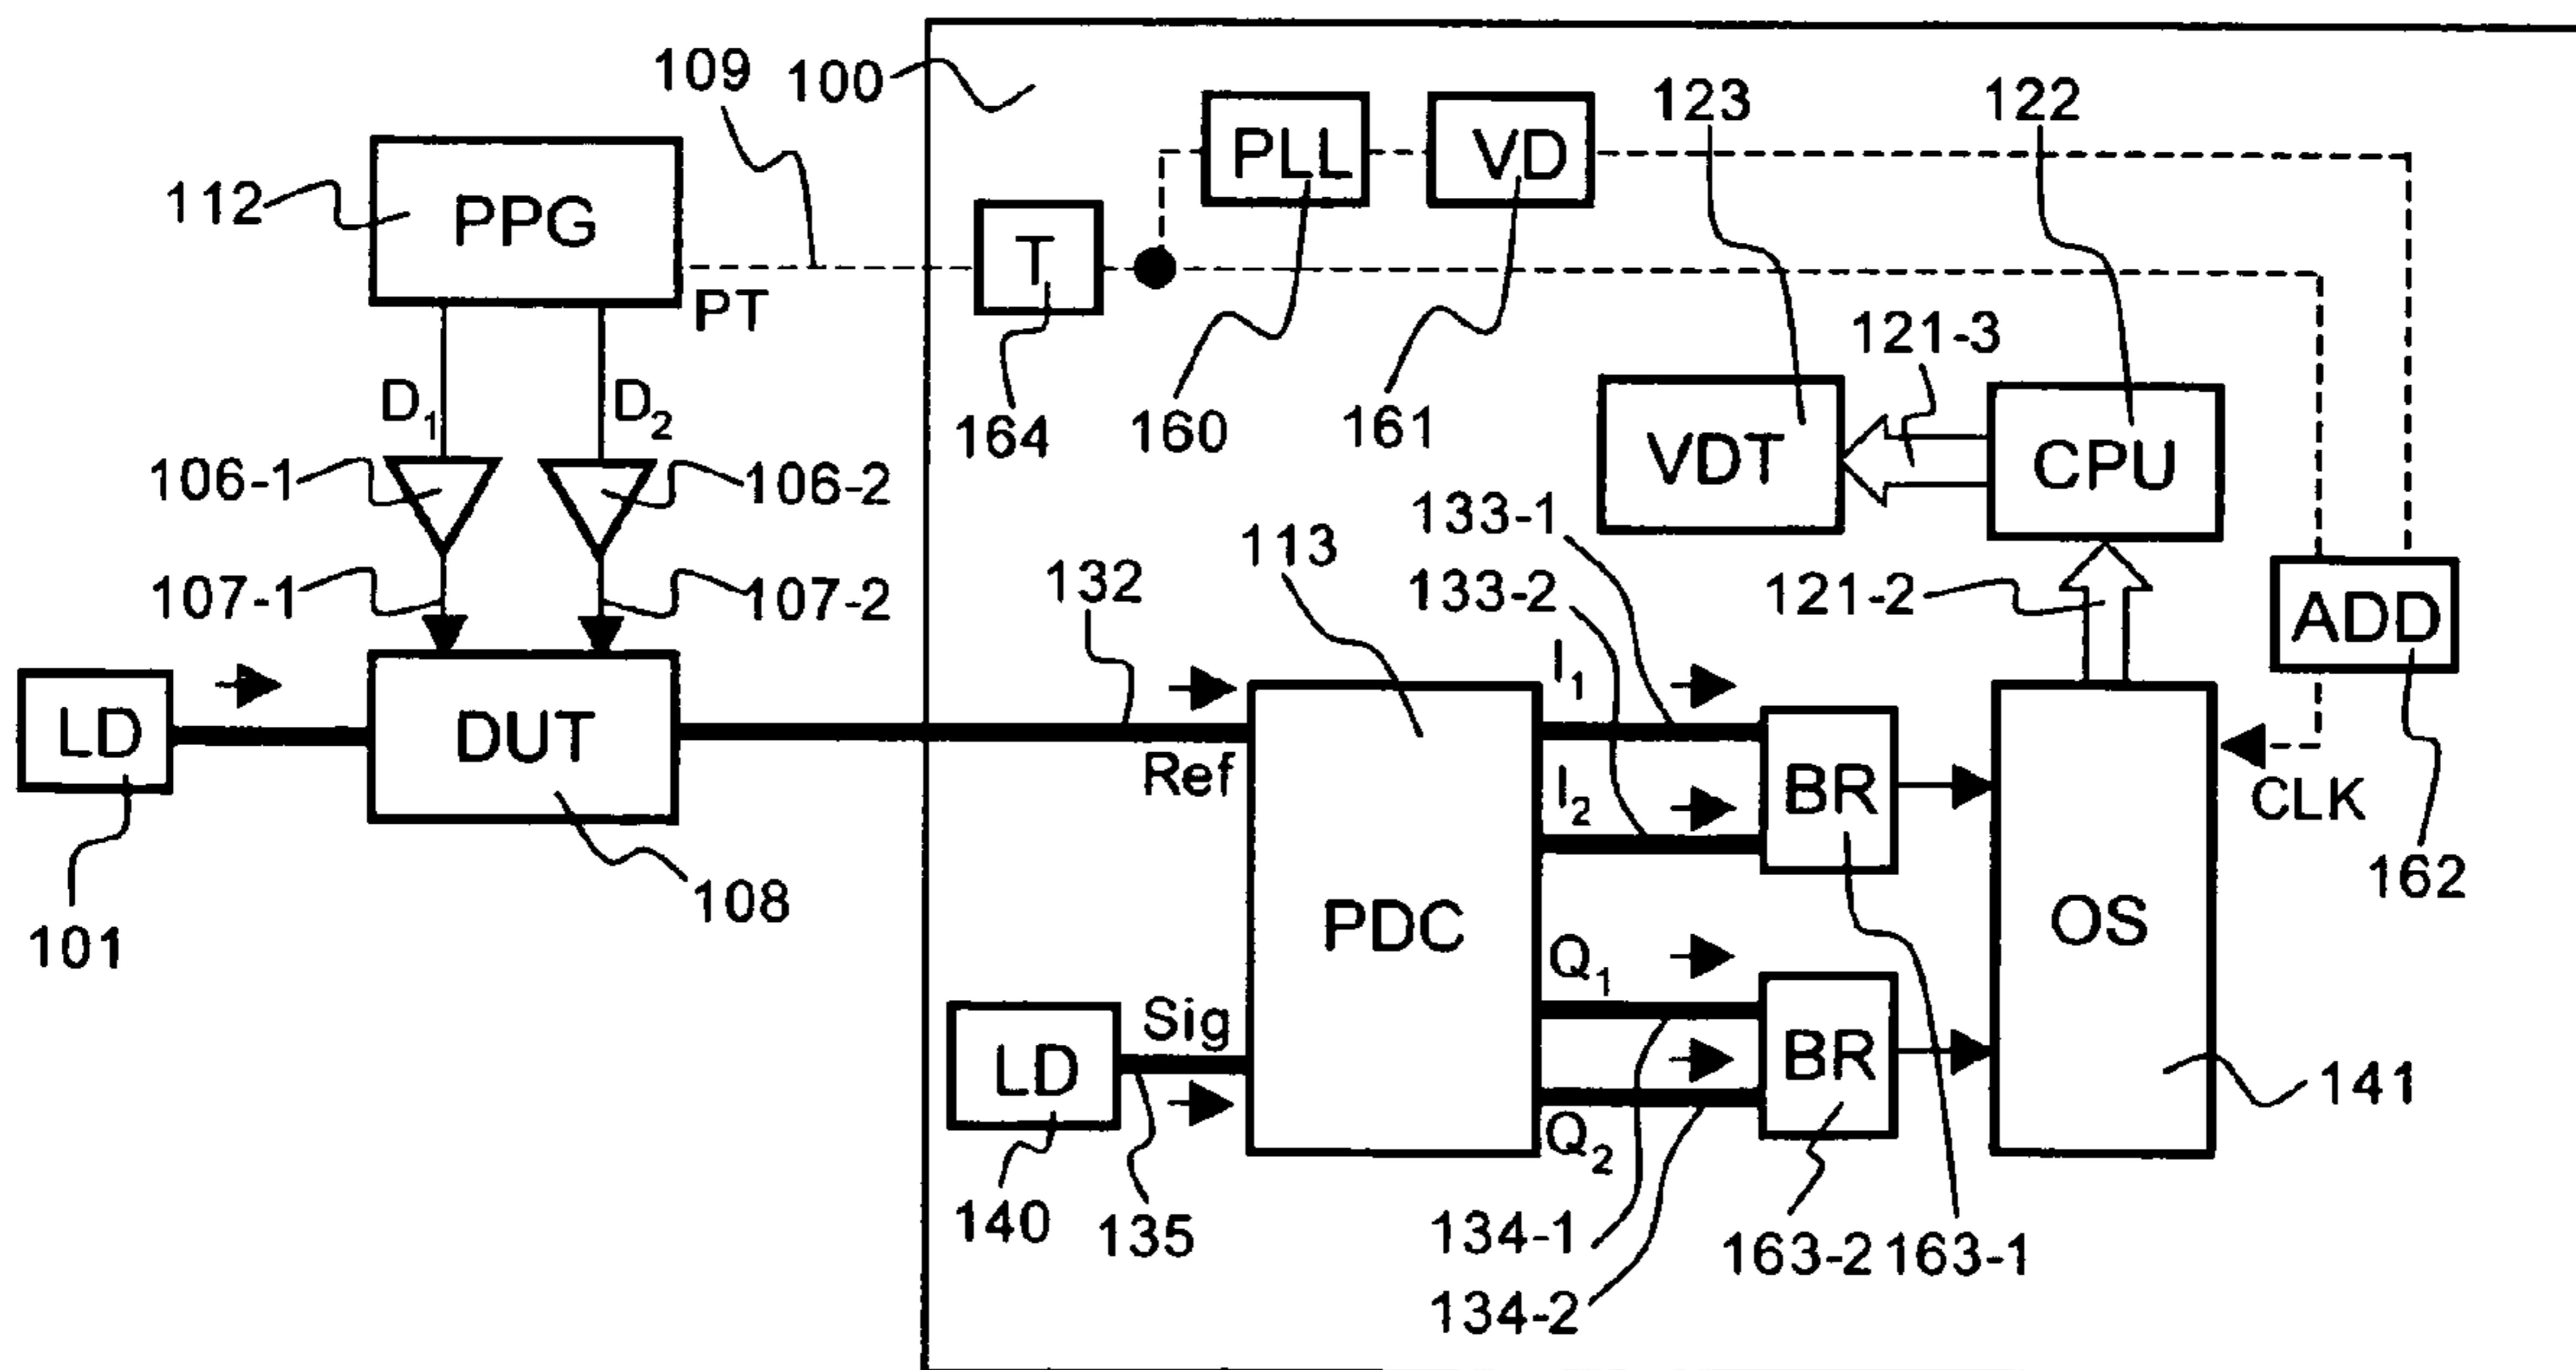 109
100
123
122
PLL
VD
112
PPG
T
PT
121-3
D1
D2
164
160
161
VDT
CPU
106-1
106-2
133-1
113
107-1
107-2
132
133-2
121-2
ADD
I1
LD
DUT
Ref
I2
BR
CLK
162
108
101
PDC
OS
Q1
Sig
LD
BR
141
Q2
140
135
134-1
163-2
163-1
134-2